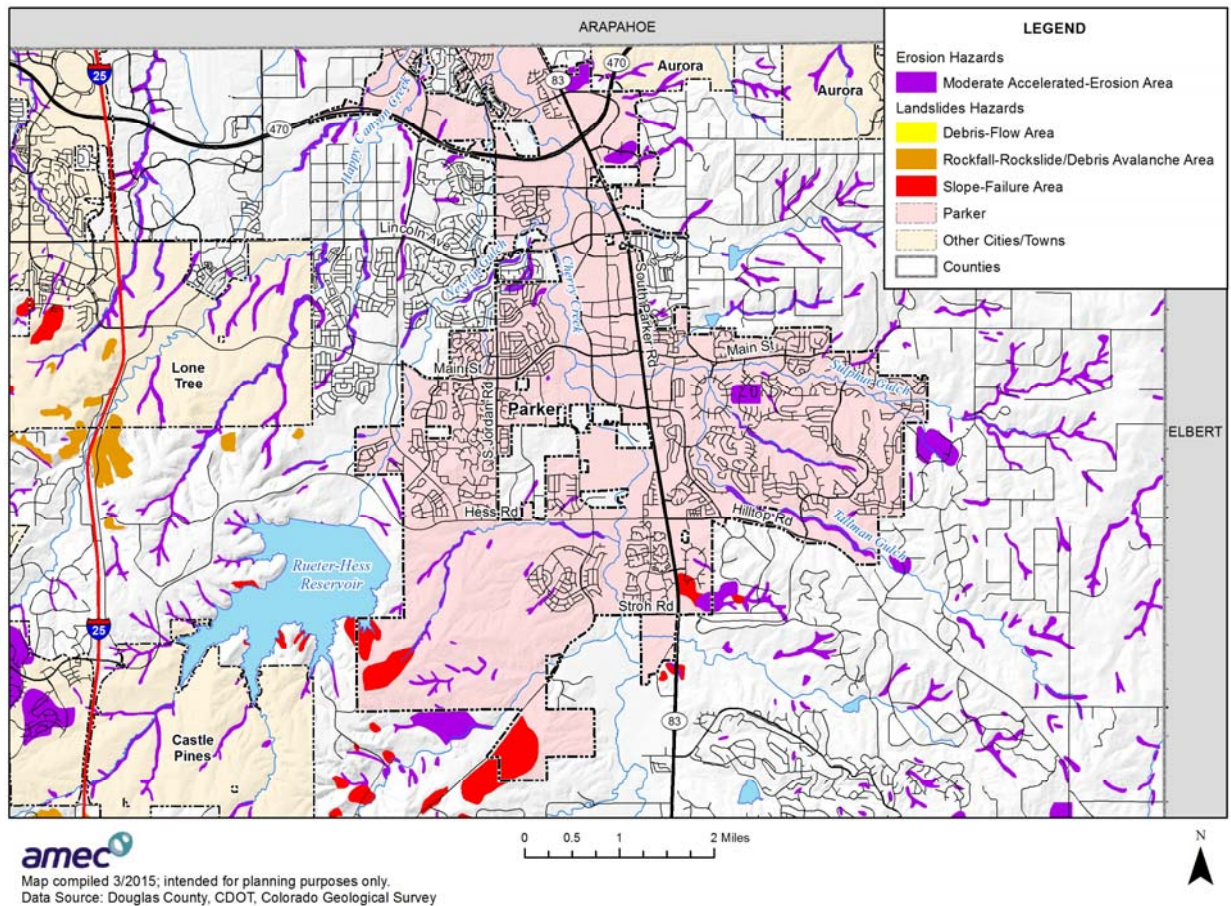 ARAPAHOE
LEGEND
Erosion Hazards
Moderate Accelerated-Erosion Area
Landslides Hazards
Debris-Flow Area
Rockfall-Rockslide/Debris Avalanche Area
Slope-Failure Area
Parker
Other Cities/Towns
Counties
25
83
470
Aurora
Aurora
470
Happy Canyon Creek
Lincoln Ave
Newlin Gulch
Cherry Creek
South Parker Rd
Lone
Tree
Main St
Main St
Sulphur Gulch
Parker
S Jordan Rd
ELBERT
Hess Rd
Hilltop Rd
Tallman Gulch
Rueter-Hess
Reservoir
Stroh Rd
25
83
Castle
Pines
amec
0 0.5 1 2 Miles
N
Map compiled 3/2015; intended for planning purposes only.
Data Source: Douglas County, CDOT, Colorado Geological Survey